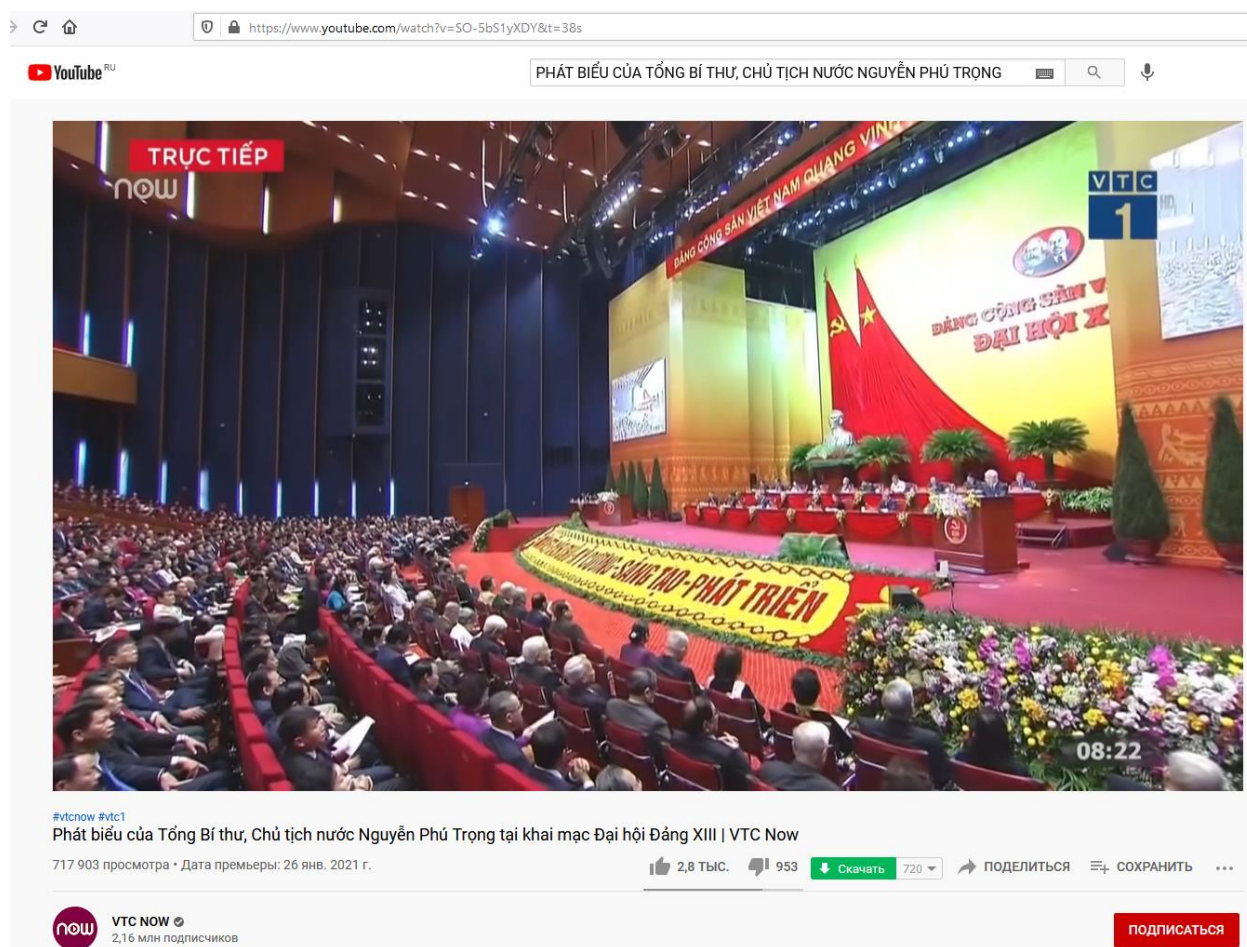 https://www.youtube.com/watch?v=SO-5bS1yXDY&t=38s
YouTube RU
PHÁT BIỂU CỦA TỔNG BÍ THƯ, CHỦ TỊCH NƯỚC NGUYỄN PHÚ TRỌNG
TRỰC TIẾP
now
VTC
1
HD
ĐẢNG CỘNG SẢN VIỆT NAM QUANG VINH
ĐẢNG CỘNG SẢN V
ĐẠI HỘI X
CƯƠNG-SÁNG TẠO-PHÁT TRIỂN
08:22
#vtcnow #vtc1
Phát biểu của Tổng Bí thư, Chủ tịch nước Nguyễn Phú Trọng tại khai mạc Đại hội Đảng XIII | VTC Now
717 903 просмотра • Дата премьеры: 26 янв. 2021 г.
2,8 ТЫС. 953 Скачать 720 ПОДЕЛИТЬСЯ СОХРАНИТЬ
now
VTC NOW
2,16 млн подписчиков
ПОДПИСАТЬСЯ